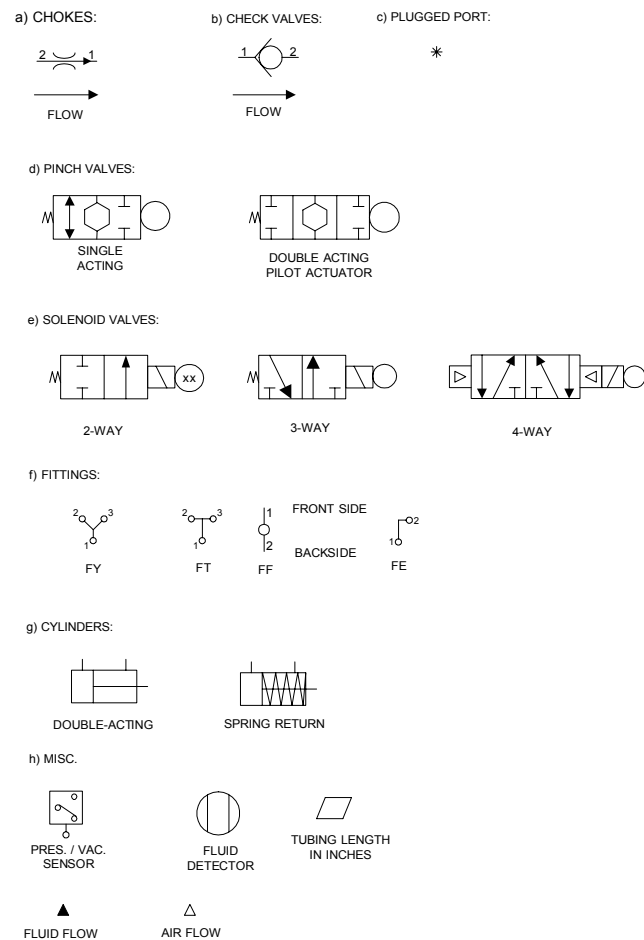 a) CHOKES:
b) CHECK VALVES:
c) PLUGGED PORT:
2 1
1 2
FLOW
FLOW
d) PINCH VALVES:
SINGLE
ACTING
DOUBLE ACTING
PILOT ACTUATOR
e) SOLENOID VALVES:
xx
2-WAY
3-WAY
4-WAY
f) FITTINGS:
2 3
1
FY
2 3
1
FT
1
2
FF
FRONT SIDE
BACKSIDE
2
1
FE
g) CYLINDERS:
DOUBLE-ACTING
SPRING RETURN
h) MISC.
PRES. / VAC.
SENSOR
FLUID
DETECTOR
TUBING LENGTH
IN INCHES
FLUID FLOW
AIR FLOW